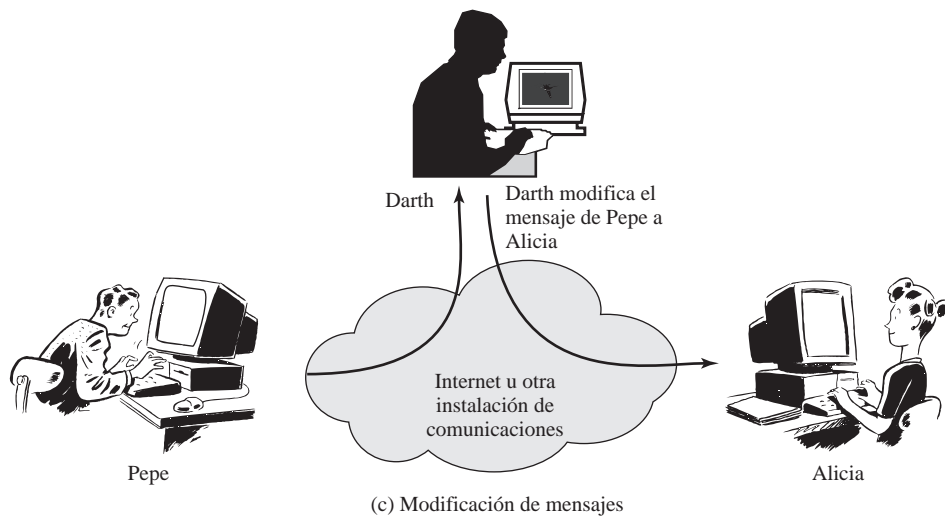 Darth
Darth modifica el
mensaje de Pepe a
Alicia
Internet u otra
instalación de
comunicaciones
Pepe
Alicia
(c) Modificación de mensajes